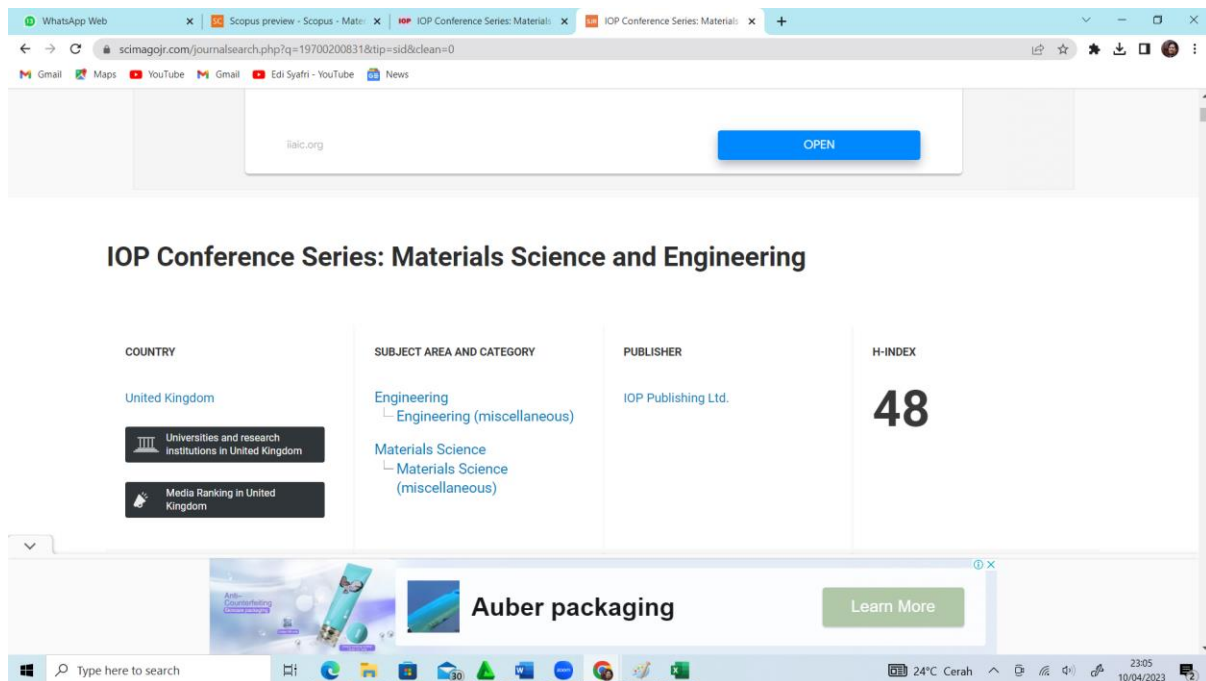 WhatsApp Web
Scopus preview - Scopus - Mate
IOP Conference Series: Materials
IOP Conference Series: Materials
scimagojr.com/journalsearch.php?q=19700200831&tip=sid&clean=0
Gmail Maps YouTube Gmail Edi Syafri - YouTube News
iiaic.org
OPEN
IOP Conference Series: Materials Science and Engineering
COUNTRY
United Kingdom
Universities and research
institutions in United Kingdom
Media Ranking in United
Kingdom
SUBJECT AREA AND CATEGORY
Engineering
Engineering (miscellaneous)
Materials Science
Materials Science
(miscellaneous)
PUBLISHER
IOP Publishing Ltd.
H-INDEX
48
Anti-
Counterfeiting
Auber packaging
Learn More
Type here to search
30
24°C Cerah
23:05
10/04/2023
2